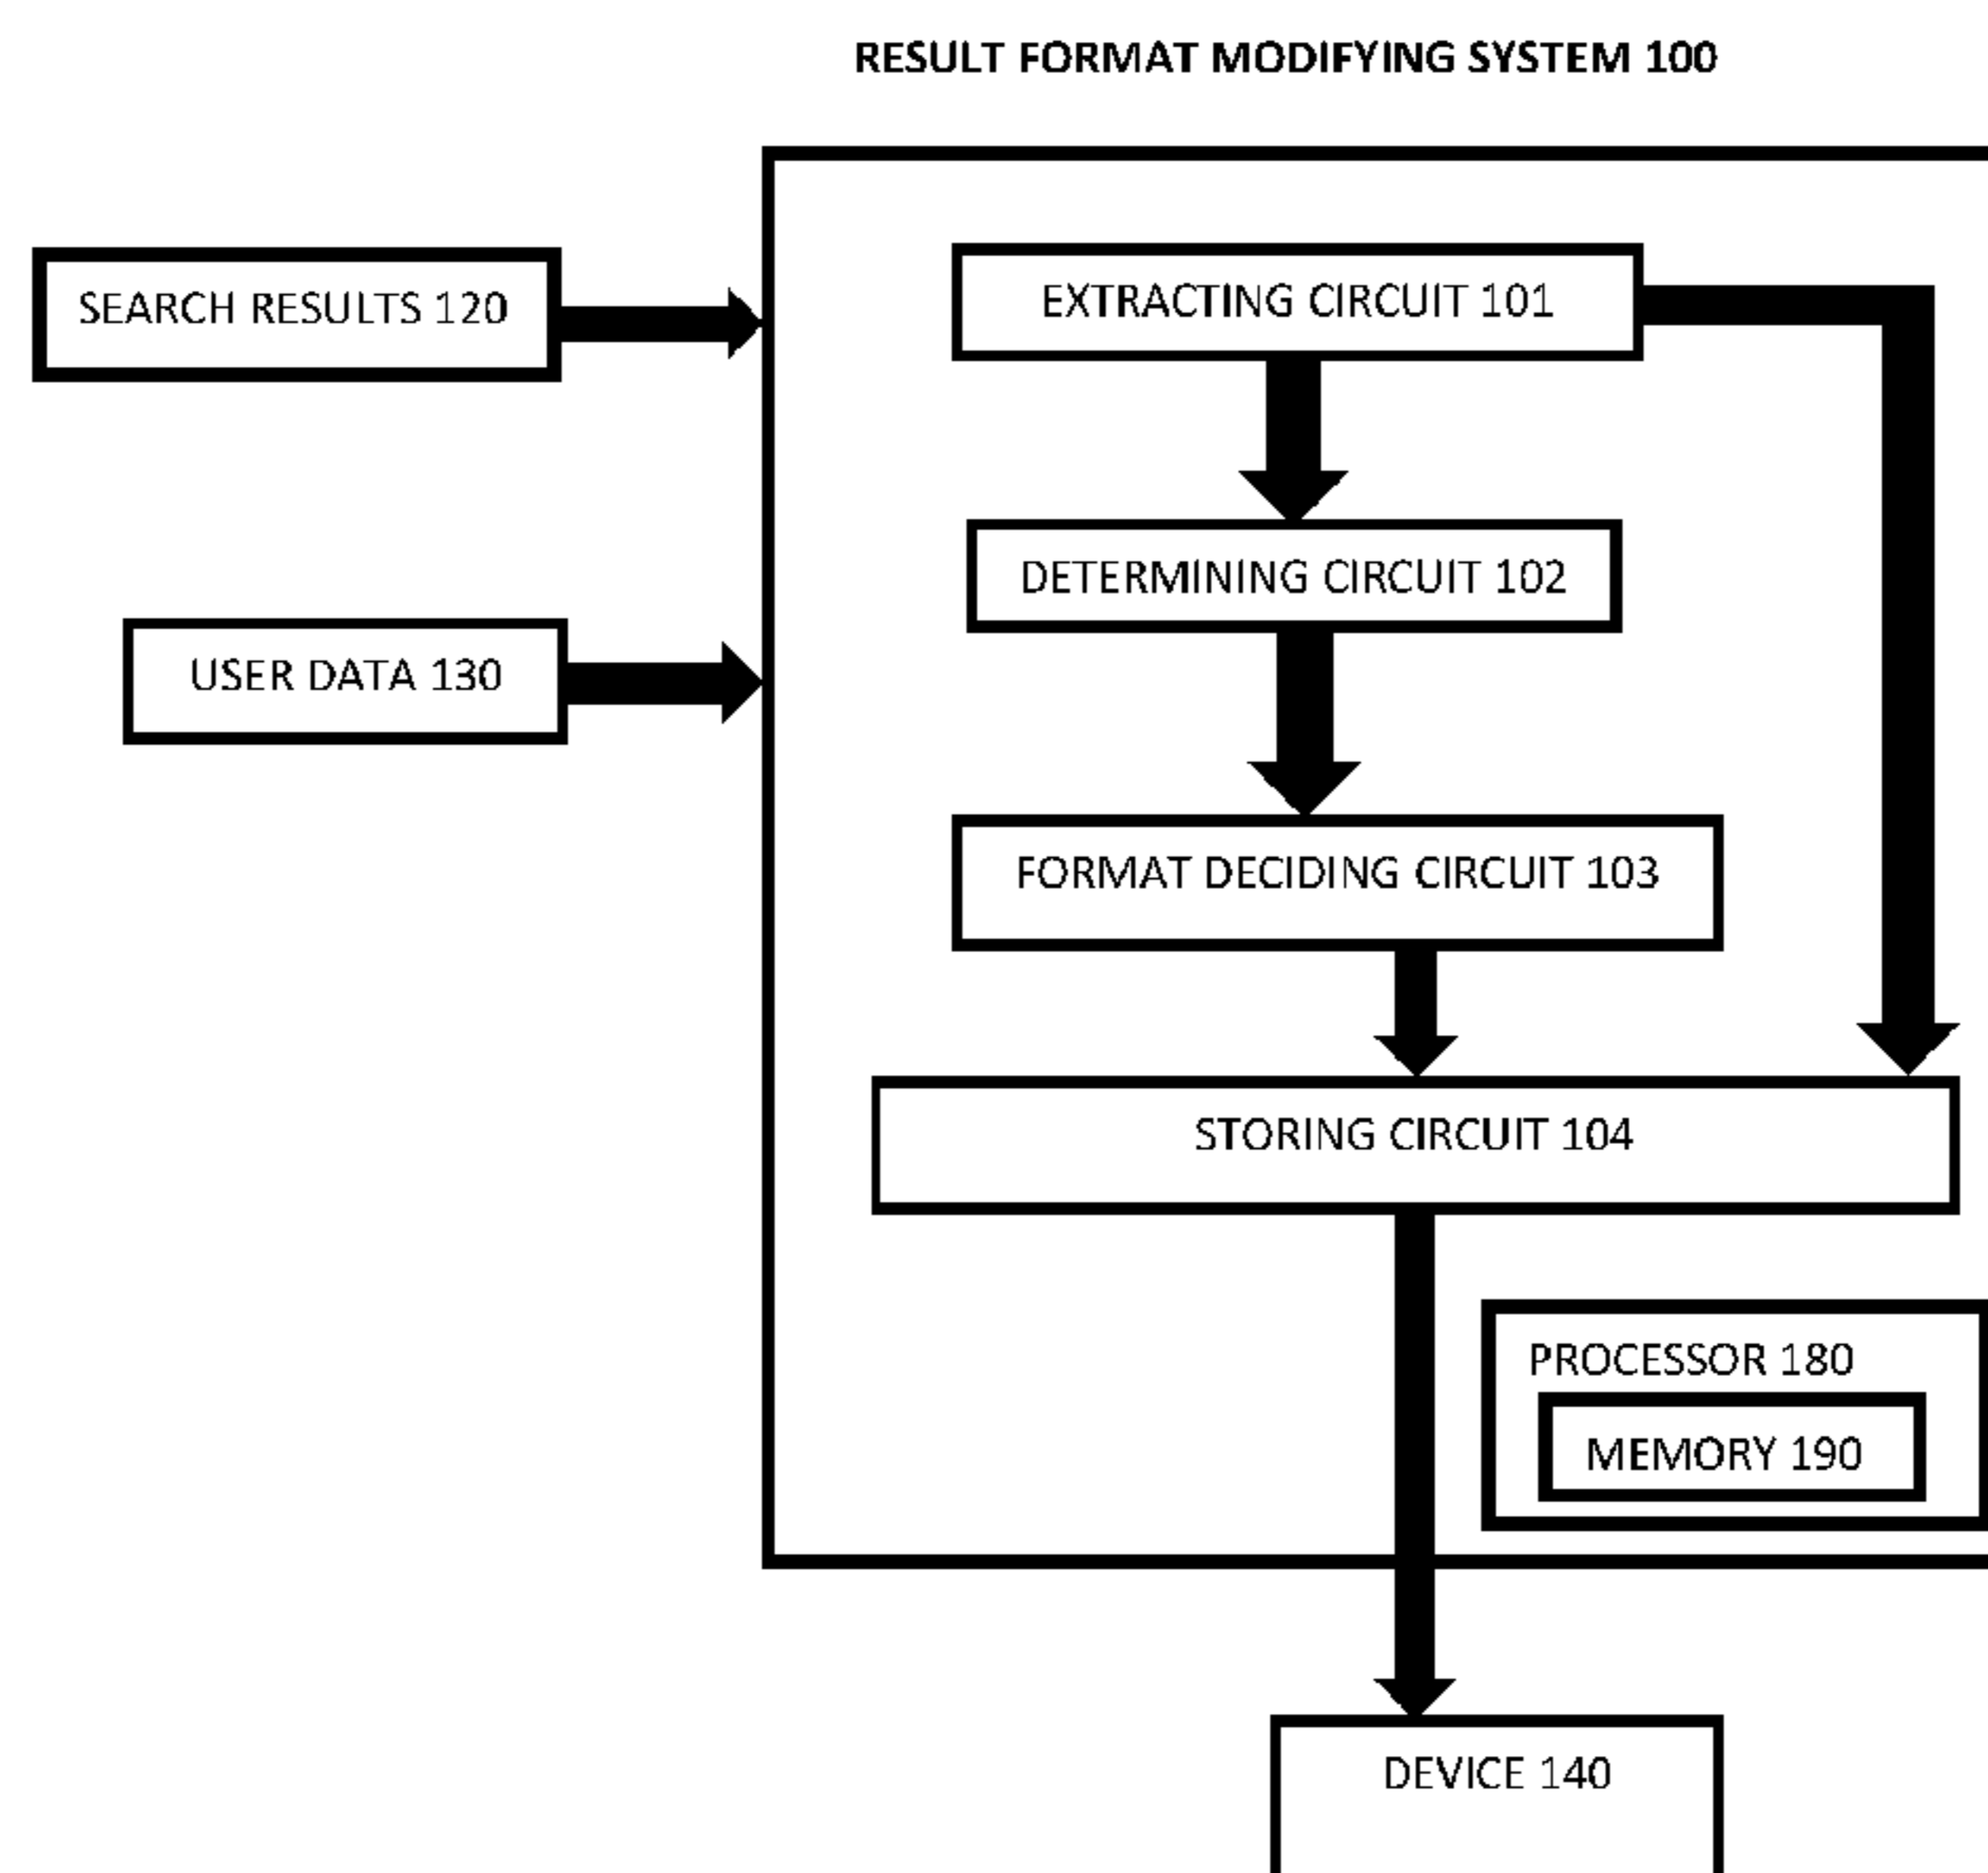 RESULT FORMAT MODIFYING SYSTEM 100
SEARCH RESULTS 120
EXTRACTING CIRCUIT 101
DETERMINING CIRCUIT 102
USER DATA 130
FORMAT DECIDING CIRCUIT 103
STORING CIRCUIT 104
PROCESSOR 180
MEMORY 190
DEVICE 140